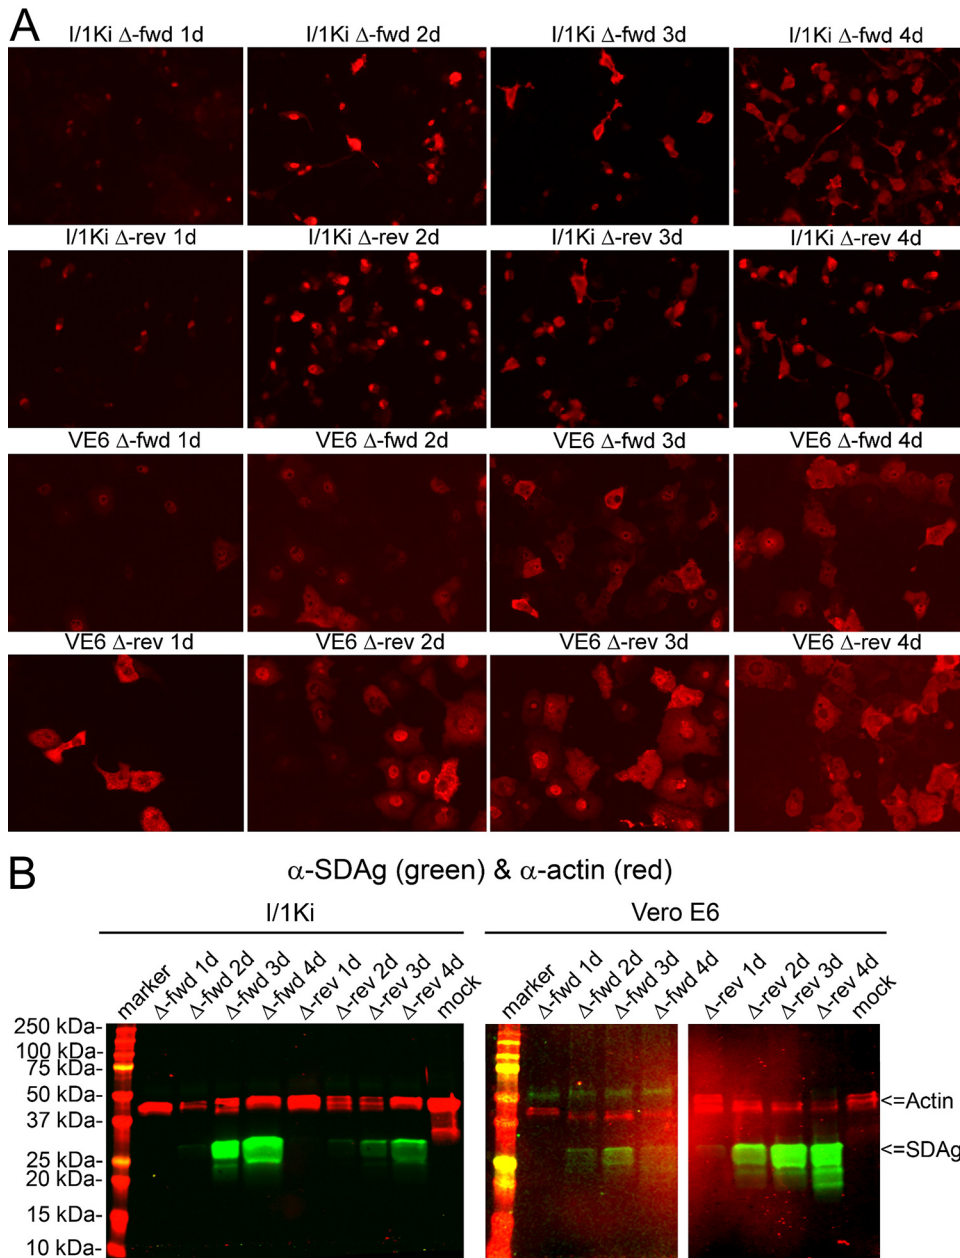 A
I/1Ki Δ-fwd 1d I/1Ki Δ-fwd 2d I/1Ki Δ-fwd 3d I/1Ki Δ-fwd 4d
I/1Ki Δ-rev 1d I/1Ki Δ-rev 2d I/1Ki Δ-rev 3d I/1Ki Δ-rev 4d
VE6 Δ-fwd 1d VE6 Δ-fwd 2d VE6 Δ-fwd 3d VE6 Δ-fwd 4d
VE6 Δ-rev 1d VE6 Δ-rev 2d VE6 Δ-rev 3d VE6 Δ-rev 4d
B
α-SDAg (green) & α-actin (red)
I/1Ki Vero E6
marker Δ-fwd 1d Δ-fwd 2d Δ-fwd 3d Δ-fwd 4d Δ-rev 1d Δ-rev 2d Δ-rev 3d Δ-rev 4d mock marker Δ-fwd 1d Δ-fwd 2d Δ-fwd 3d Δ-fwd 4d Δ-rev 1d Δ-rev 2d Δ-rev 3d Δ-rev 4d mock
250 kDa-
100 kDa-
75 kDa-
50 kDa- <=Actin
37 kDa-
25 kDa- <=SDAg
20 kDa-
15 kDa-
10 kDa-